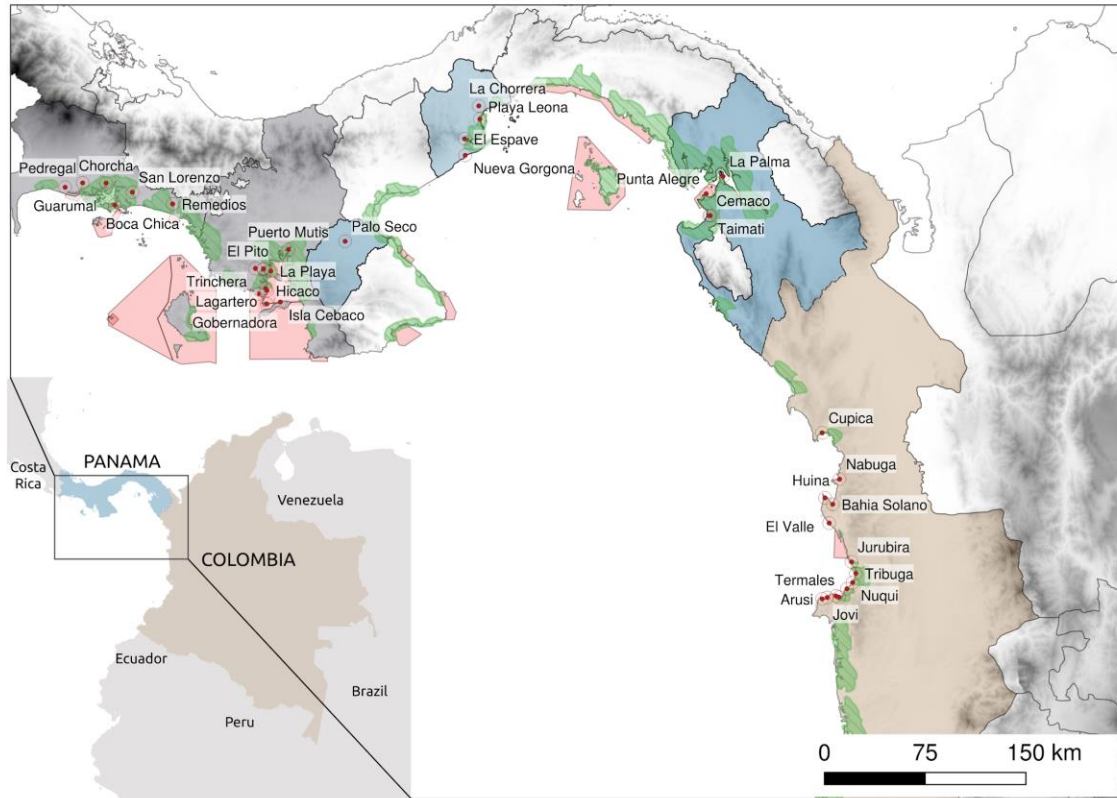 La Chorrera
Playa Leona
El Espave
Nueva Gorgona
Pedregal
Chorcha
San Lorenzo
Guarumal
Boca Chica
Remedios
Puerto Mutis
Palo Seco
El Pito
La Playa
Trinchera
Hicaco
Lagartero
Isla Cebaco
Gobernadora
La Palma
Punta Alegre
Cemaco
Taimati
Cupica
Nabuga
Huina
Bahia Solano
El Valle
Jurubira
Tribuga
Termales
Nuqui
Arusi
Jovi
PANAMA
Costa
Rica
Venezuela
COLOMBIA
Ecuador
Brazil
Peru
0 75 150 km